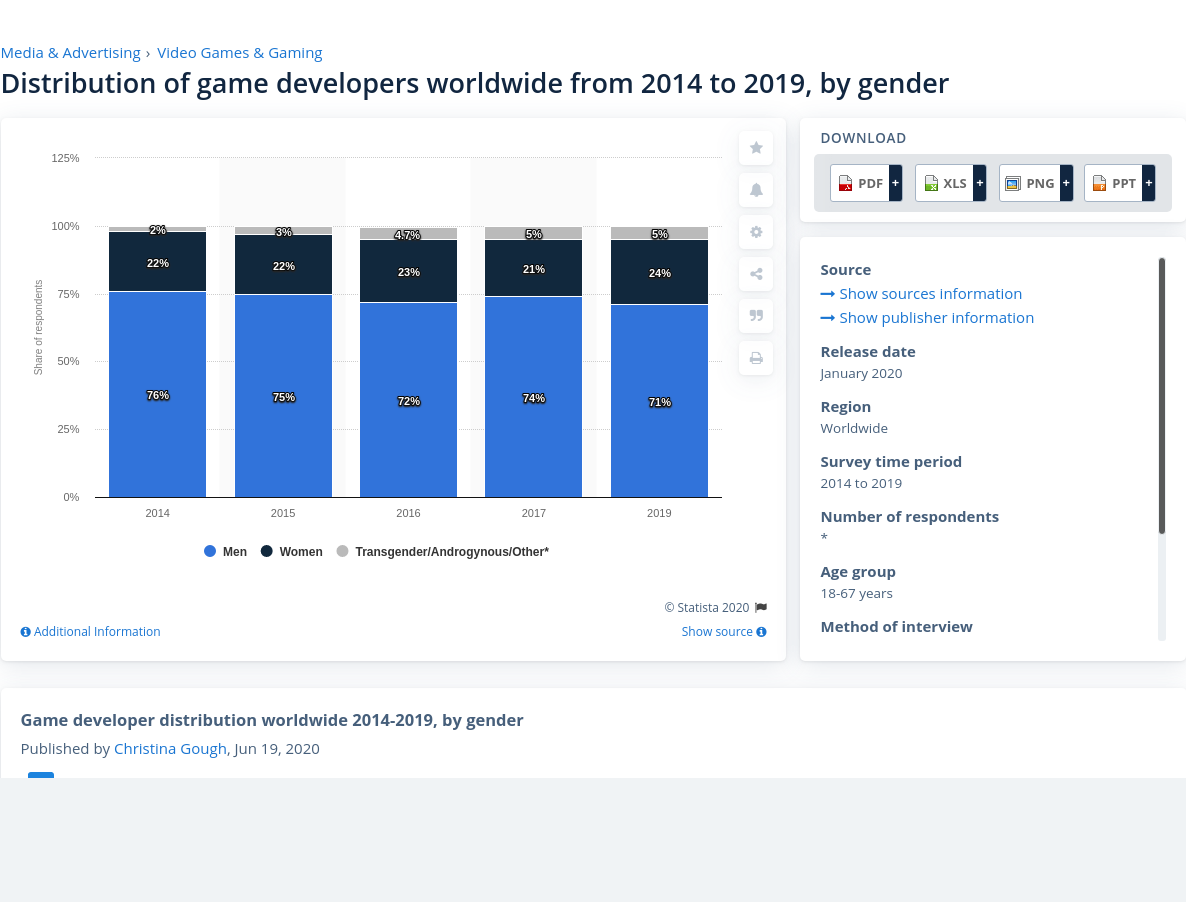 Media & Advertising › Video Games & Gaming
Distribution of game developers worldwide from 2014 to 2019, by gender
125%
100%
75%
50%
25%
0%
Share of respondents
2%
3%
4.7%
5%
5%
22%
22%
23%
21%
24%
76%
75%
72%
74%
71%
2014
2015
2016
2017
2019
Men
Women
Transgender/Androgynous/Other*
© Statista 2020
Additional Information
Show source
DOWNLOAD
PDF +
XLS +
PNG +
PPT +
Source
Show sources information
Show publisher information
Release date
January 2020
Region
Worldwide
Survey time period
2014 to 2019
Number of respondents
*
Age group
18-67 years
Method of interview
Game developer distribution worldwide 2014-2019, by gender
Published by Christina Gough, Jun 19, 2020